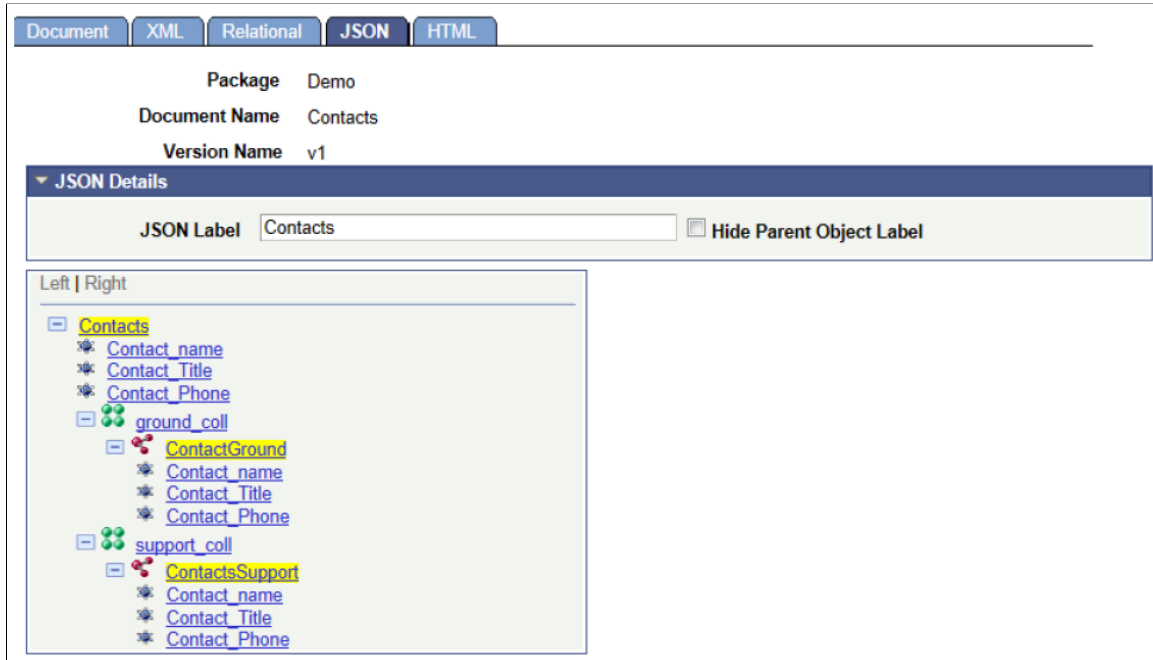 Document XML Relational JSON HTML
Package Demo
Document Name Contacts
Version Name v1
JSON Details
JSON Label Contacts Hide Parent Object Label
Left | Right
Contacts
Contact_name
Contact_Title
Contact_Phone
ground_coll
ContactGround
Contact_name
Contact_Title
Contact_Phone
support_coll
ContactsSupport
Contact_name
Contact_Title
Contact_Phone